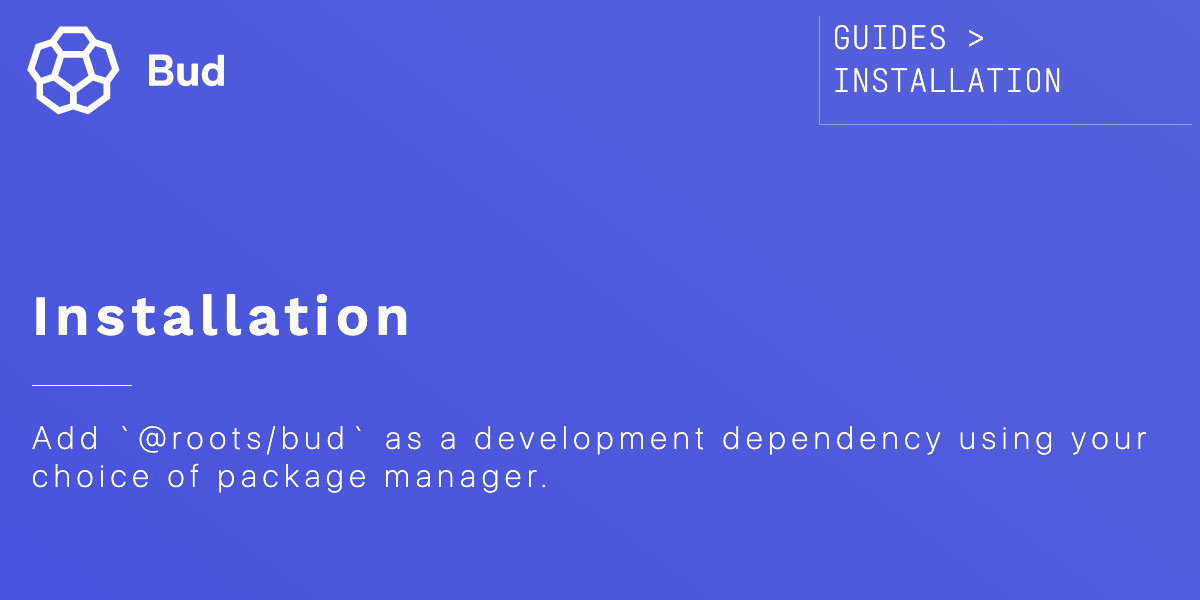 Bud
GUIDES >
INSTALLATION
Installation
Add `@roots/bud` as a development dependency using your
choice of package manager.